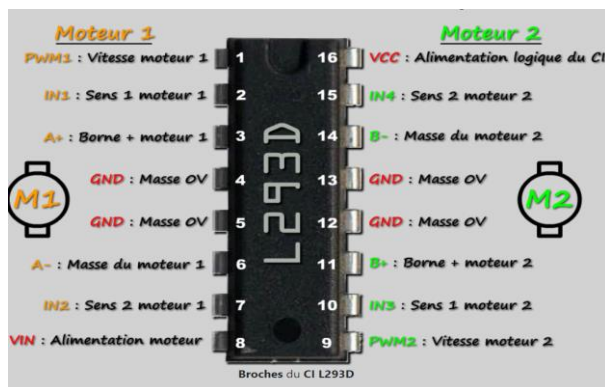 Moteur 1
Moteur 2
PWM1 : Vitesse moteur 1
1
16
VCC : Alimentation logique du CI
IN1 : Sens 1 moteur 1
2
15
IN4 : Sens 2 moteur 2
A+ : Borne + moteur 1
3
14
B- : Masse du moteur 2
GND : Masse 0V
4
13
GND : Masse 0V
M1
L293D
M2
GND : Masse 0V
5
12
GND : Masse 0V
A- : Masse du moteur 1
6
11
B+ : Borne + moteur 2
IN2 : Sens 2 moteur 1
7
10
IN3 : Sens 1 moteur 2
VIN : Alimentation moteur
8
9
PWM2 : Vitesse moteur 2
Broches du CI L293D